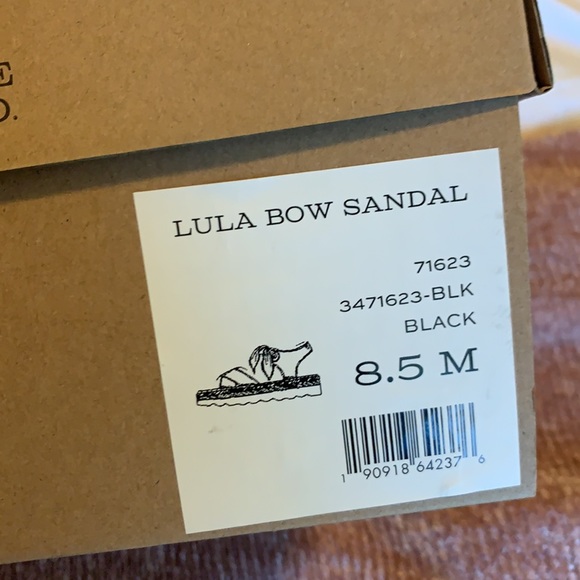 E
O.
LULA BOW SANDAL
71623
3471623-BLK
BLACK
8.5 M
1 90918 64237 6